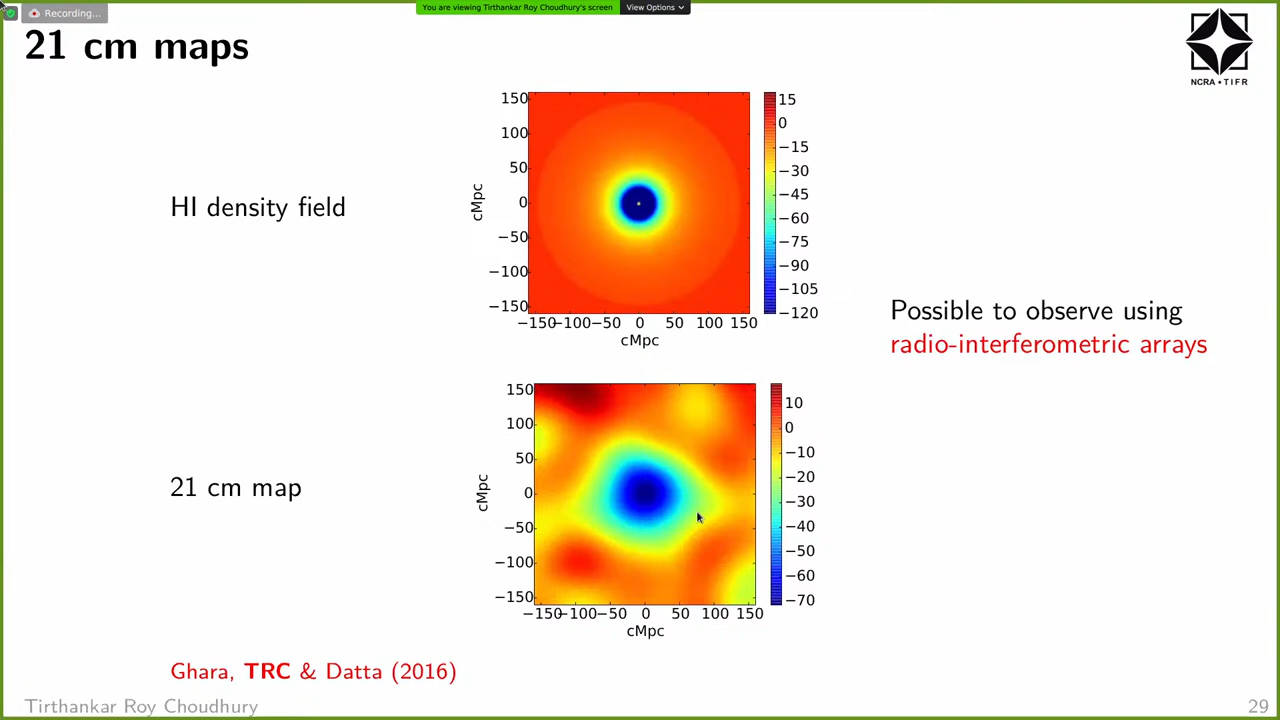 Recording...
You are viewing Tirthankar Roy Choudhury's screen
View Options
21 cm maps
NCRA • TIFR
HI density field
150
100
50
0
−50
−100
−150
cMpc
−150−100−50 0 50 100 150
cMpc
15
0
−15
−30
−45
−60
−75
−90
−105
−120
Possible to observe using
radio-interferometric arrays
21 cm map
150
100
50
0
−50
−100
−150
cMpc
−150−100−50 0 50 100 150
cMpc
10
0
−10
−20
−30
−40
−50
−60
−70
Ghara, TRC & Datta (2016)
Tirthankar Roy Choudhury
29